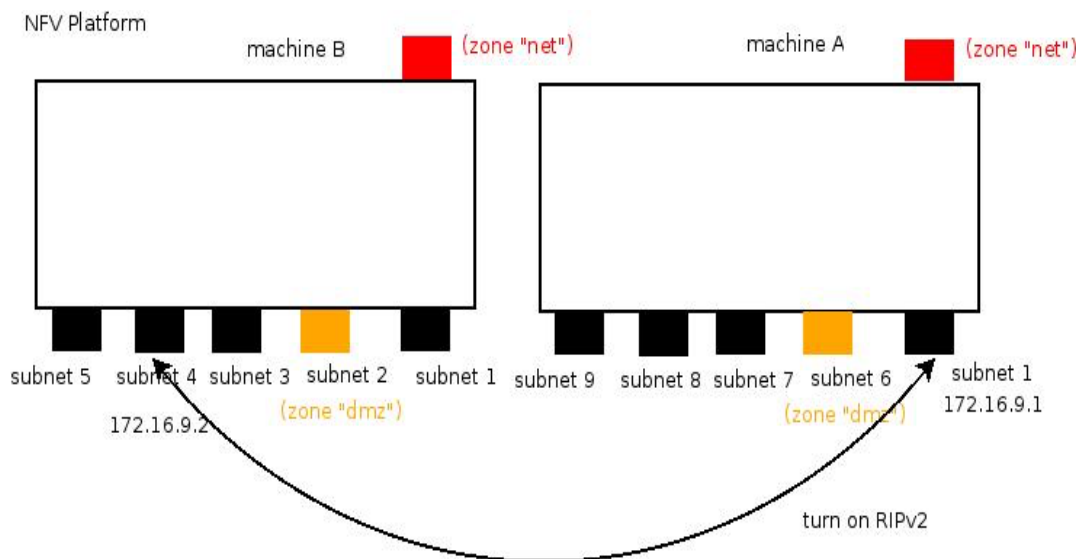 NFV Platform
machine B
(zone "net")
machine A
(zone "net")
subnet 5
subnet 4
subnet 3
subnet 2
subnet 1
172.16.9.2
(zone "dmz")
subnet 9
subnet 8
subnet 7
subnet 6
subnet 1
(zone "dmz")
172.16.9.1
turn on RIPv2